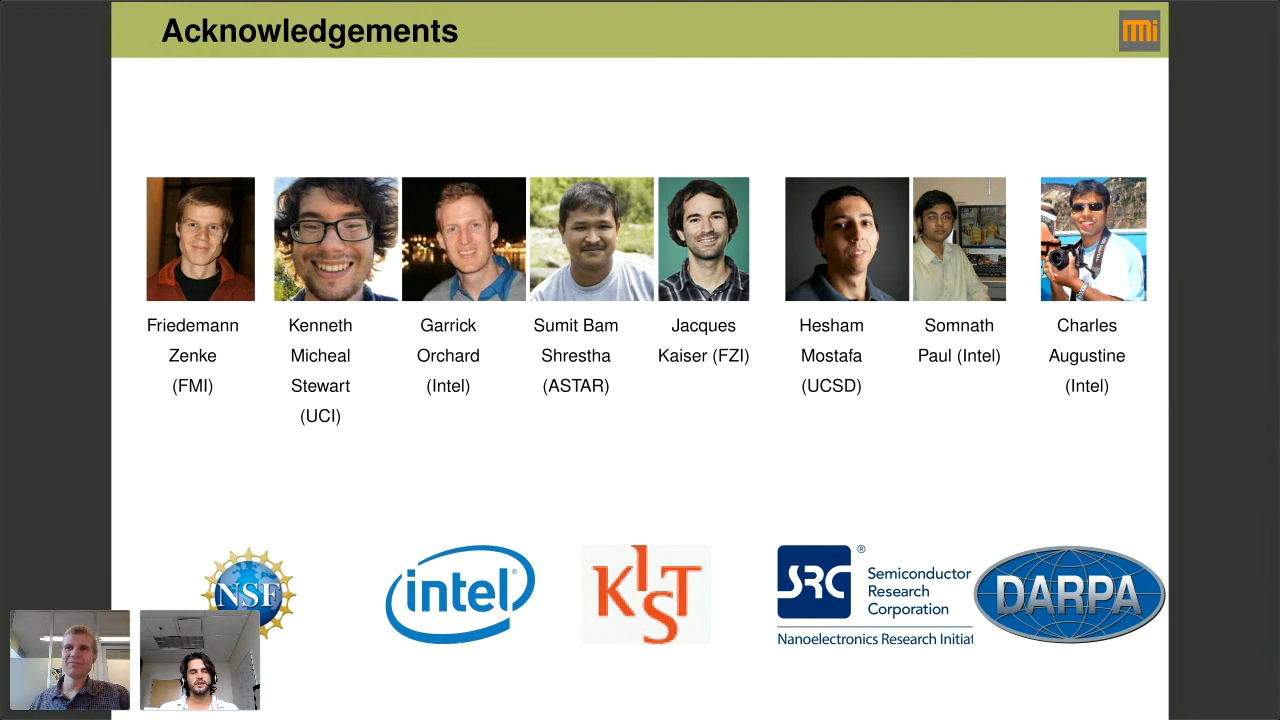 Acknowledgements
Friedemann
Zenke
(FMI)
Kenneth
Micheal
Stewart
(UCI)
Garrick
Orchard
(Intel)
Sumit Bam
Shrestha
(ASTAR)
Jacques
Kaiser (FZI)
Hesham
Mostafa
(UCSD)
Somnath
Paul (Intel)
Charles
Augustine
(Intel)
NSF
intel®
KIST
SRC®
Semiconductor
Research
Corporation
Nanoelectronics Research Initiat
DARPA